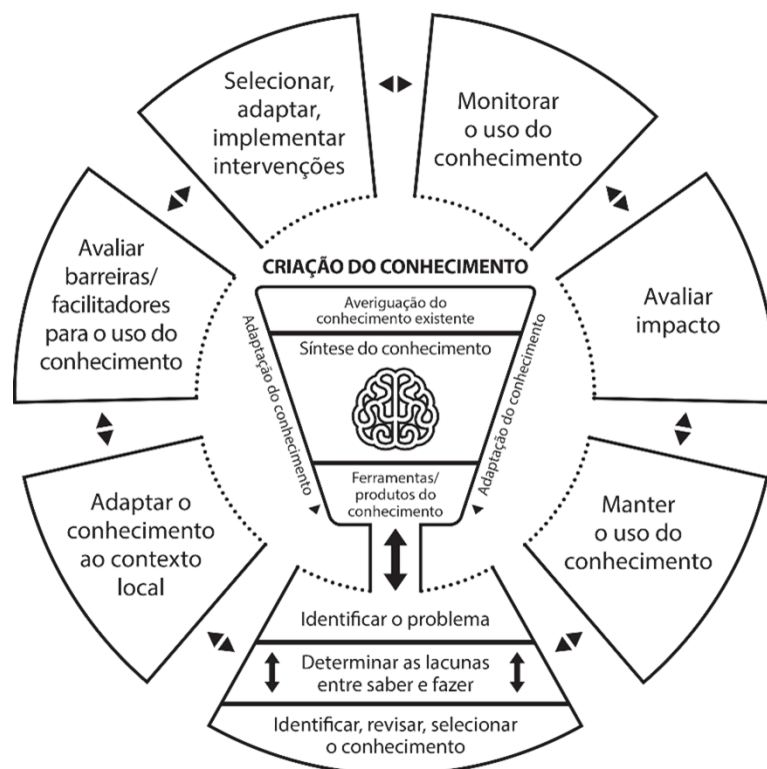 Selecionar,
adaptar,
implementar
intervenções
Monitorar
o uso do
conhecimento
Avaliar
barreiras/
facilitadores
para o uso do
conhecimento
CRIAÇÃO DO CONHECIMENTO
Averiguação do
conhecimento existente
Síntese do conhecimento
Ferramentas/
produtos do
conhecimento
Adaptação do conhecimento
Adaptação do conhecimento
Avaliar
impacto
Adaptar o
conhecimento
ao contexto
local
Manter
o uso do
conhecimento
Identificar o problema
Determinar as lacunas
entre saber e fazer
Identificar, revisar, selecionar
o conhecimento